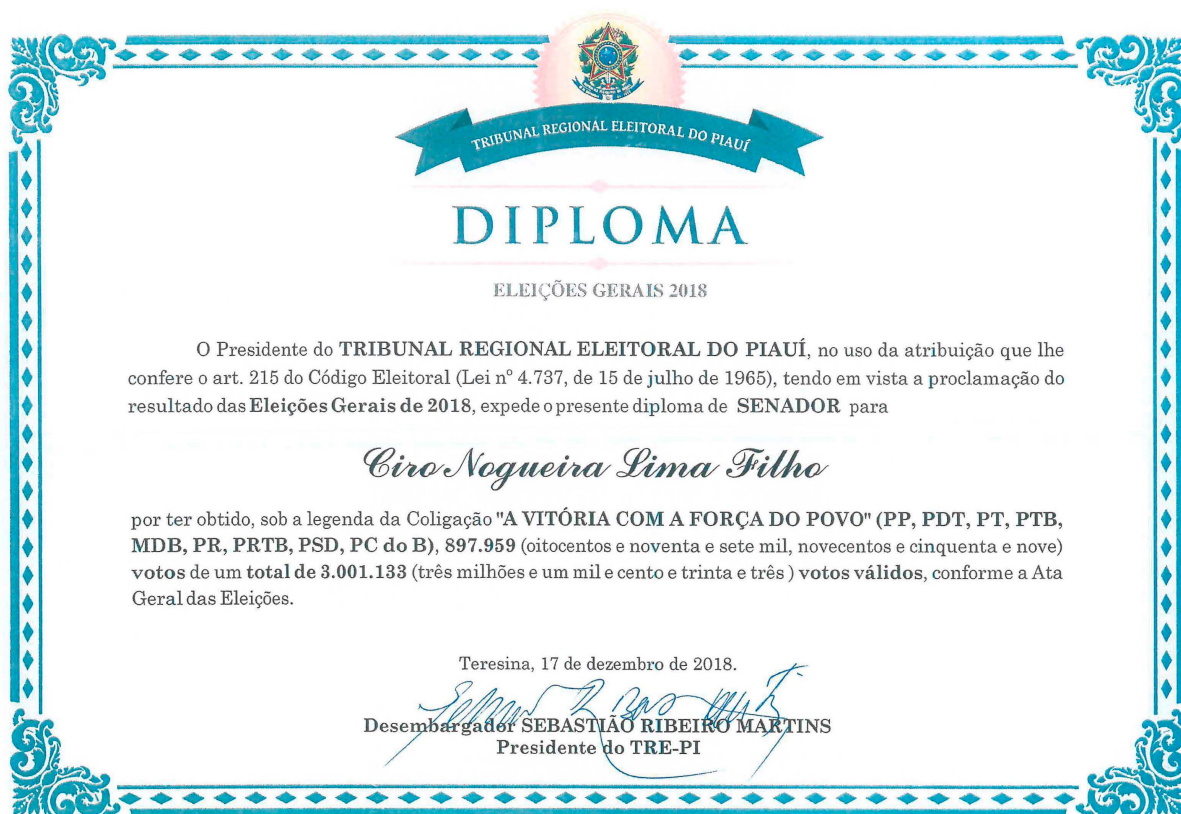 TRIBUNAL REGIONAL ELEITORAL DO PIAUÍ
DIPLOMA
ELEIÇÕES GERAIS 2018
O Presidente do TRIBUNAL REGIONAL ELEITORAL DO PIAUÍ, no uso da atribuição que lhe
confere o art. 215 do Código Eleitoral (Lei nº 4.737, de 15 de julho de 1965), tendo em vista a proclamação do
resultado das Eleições Gerais de 2018, expede o presente diploma de SENADOR para
Ciro Nogueira Lima Filho
por ter obtido, sob a legenda da Coligação "A VITÓRIA COM A FORÇA DO POVO" (PP, PDT, PT, PTB,
MDB, PR, PRTB, PSD, PC do B), 897.959 (oitocentos e noventa e sete mil, novecentos e cinquenta e nove)
votos de um total de 3.001.133 (três milhões e um mil e cento e trinta e três ) votos válidos, conforme a Ata
Geral das Eleições.
Teresina, 17 de dezembro de 2018.
Desembargador SEBASTIÃO RIBEIRO MARTINS
Presidente do TRE-PI